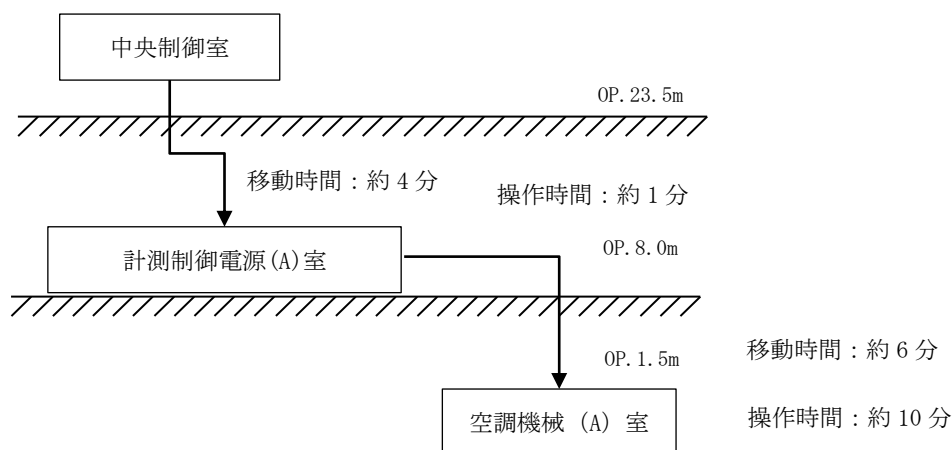 中央制御室
OP.23.5m
移動時間：約 4 分
操作時間：約 1 分
計測制御電源(A)室
OP.8.0m
OP.1.5m
移動時間：約 6 分
空調機械 (A) 室
操作時間：約 10 分